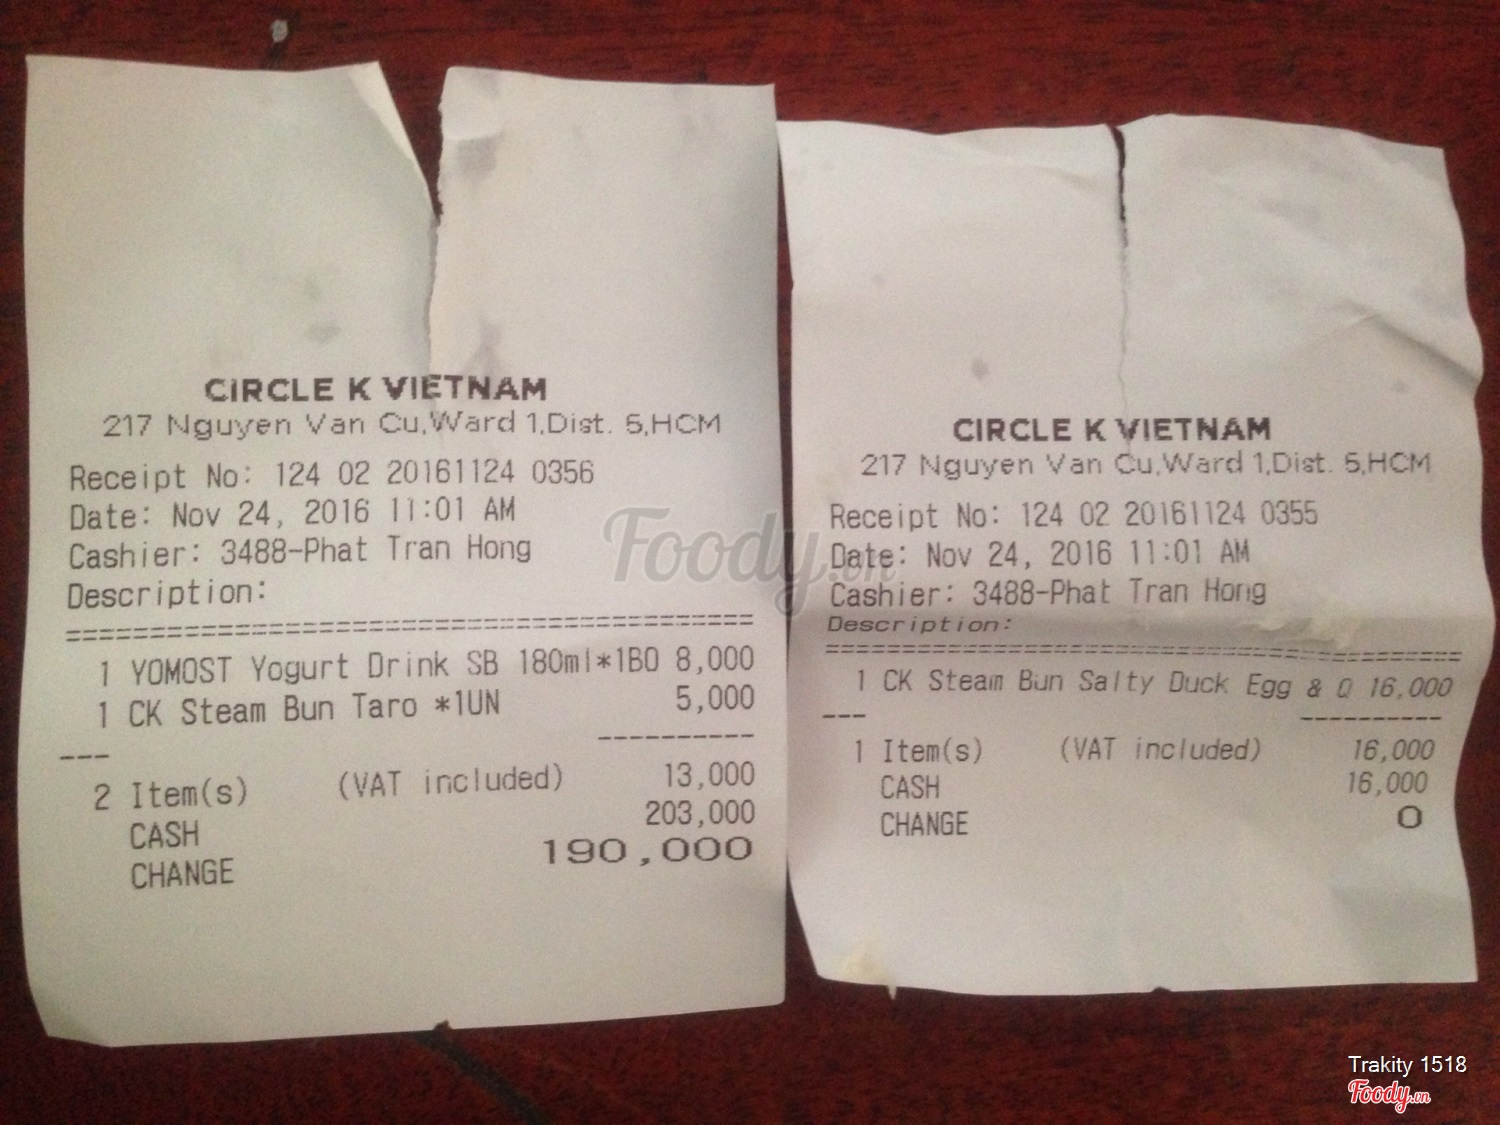 CIRCLE K VIETNAM
217 Nguyen Van Cu,Ward 1,Dist. 5,HCM
Receipt No: 124 02 20161124 0356
Date: Nov 24, 2016 11:01 AM
Cashier: 3488-Phat Tran Hong
Description:
==========================================
1 YOMOST Yogurt Drink SB 180ml*1BO 8,000
1 CK Steam Bun Taro *1UN 5,000
--- -----------
2 Item(s) (VAT included) 13,000
CASH 203,000
CHANGE 190,000
CIRCLE K VIETNAM
217 Nguyen Van Cu,Ward 1,Dist. 5,HCM
Receipt No: 124 02 20161124 0355
Date: Nov 24, 2016 11:01 AM
Cashier: 3488-Phat Tran Hong
Description:
==========================================
1 CK Steam Bun Salty Duck Egg & Q 16,000
--- -----------
1 Item(s) (VAT included) 16,000
CASH 16,000
CHANGE 0
Foody.vn
Trakity 1518
Foody.vn